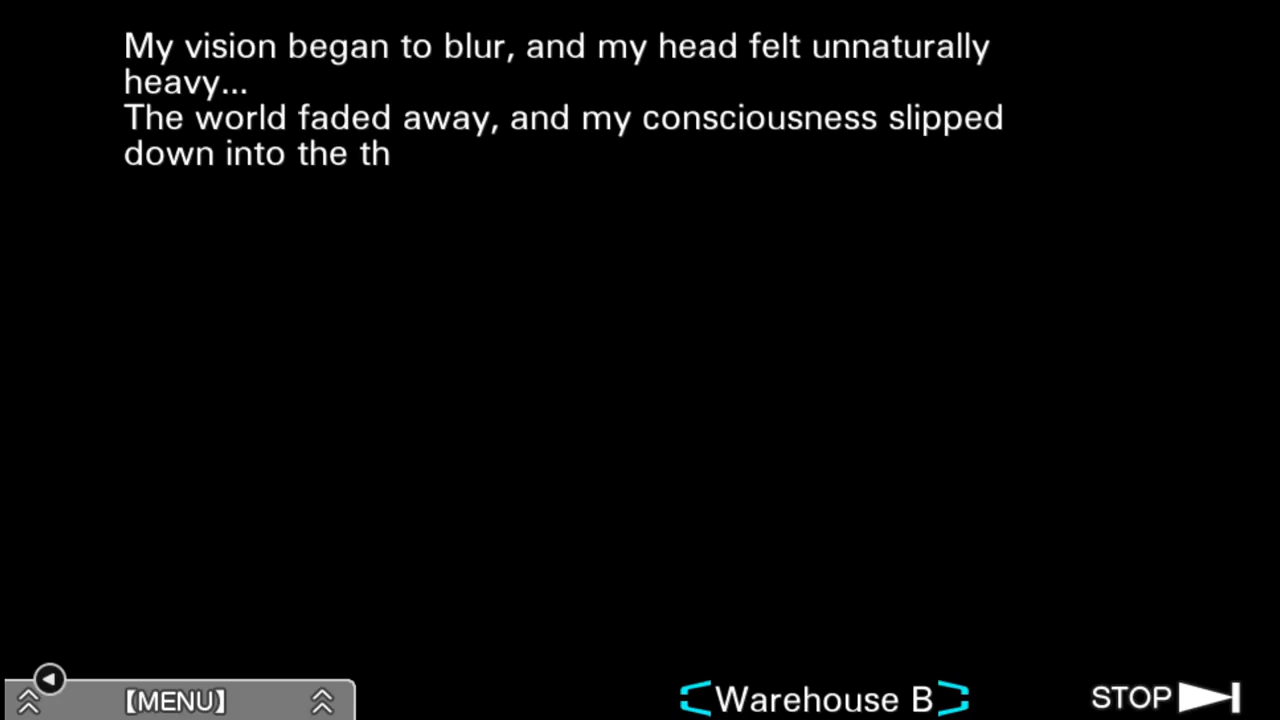 My vision began to blur, and my head felt unnaturally
heavy...
The world faded away, and my consciousness slipped
down into the th
【MENU】
Warehouse B
STOP